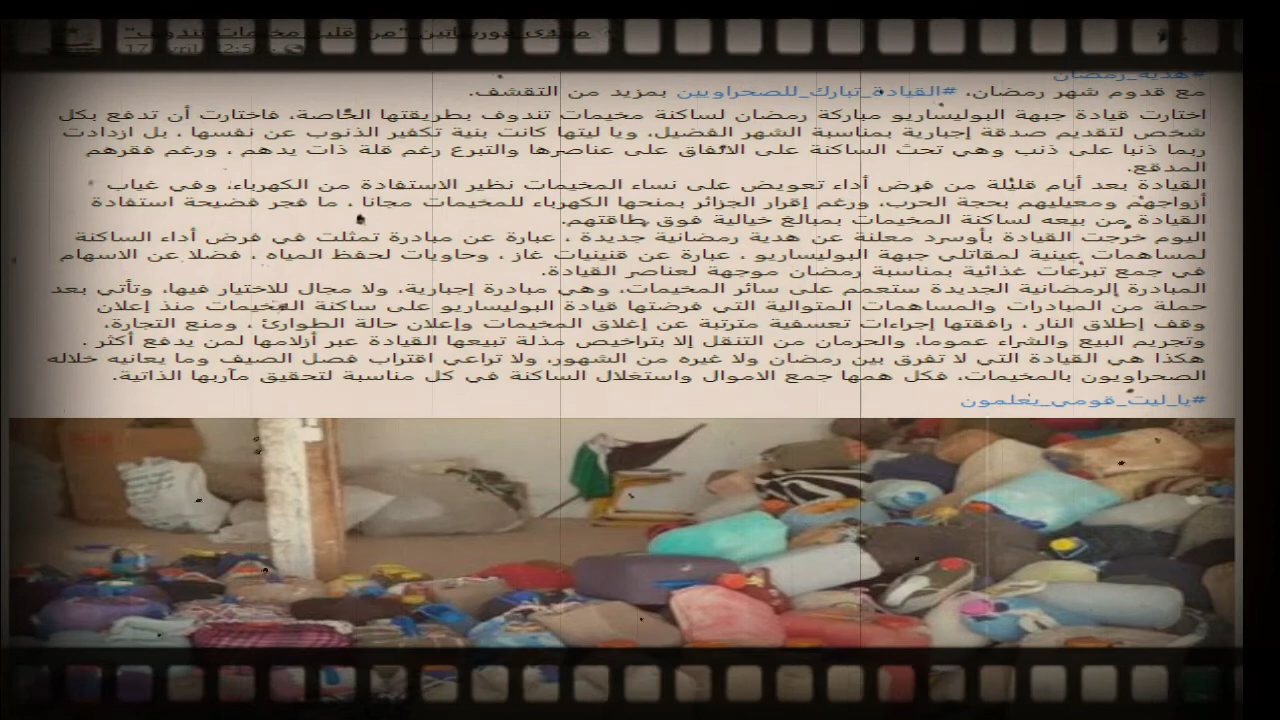 منتدى فورساتين "من قلب مخيمات تندوف"
#هدية_رمضان
مع قدوم شهر رمضان، #القيادة_تبارك_للصحراويين بمزيد من التقشف.
اختارت قيادة جبهة البوليساريو مباركة رمضان لساكنة مخيمات تندوف بطريقتها الخاصة، فاختارت أن تدفع بكل
شخص لتقديم صدقة إجبارية بمناسبة الشهر الفضيل، ويا ليتها كانت بنية تكفير الذنوب عن نفسها ، بل ازدادت
ربما ذنبا على ذنب وهي تحث الساكنة على الانفاق على عناصرها والتبرع رغم قلة ذات يدهم ، ورغم فقرهم
المدقع.
القيادة بعد أيام قليلة من فرض أداء تعويض على نساء المخيمات نظير الاستفادة من الكهرباء، وفي غياب
أزواجهم ومعيليهم بحجة الحرب، ورغم إقرار الجزائر بمنحها الكهرباء للمخيمات مجانا ، ما فجر فضيحة استفادة
القيادة من بيعه لساكنة المخيمات بمبالغ خيالية فوق طاقتهم.
اليوم خرجت القيادة بأوسرد معلنة عن هدية رمضانية جديدة ، عبارة عن مبادرة تمثلت في فرض أداء الساكنة
لمساهمات عينية لمقاتلي جبهة البوليساريو ، عبارة عن قنينيات غاز ، وحاويات لحفظ المياه ، فضلا عن الاسهام
في جمع تبرعات غذائية بمناسبة رمضان موجهة لعناصر القيادة.
المبادرة الرمضانية الجديدة ستعمم على سائر المخيمات، وهي مبادرة إجبارية، ولا مجال للاختيار فيها، وتأتي بعد
حملة من المبادرات والمساهمات المتوالية التي فرضتها قيادة البوليساريو على ساكنة المخيمات منذ إعلان
وقف إطلاق النار ، رافقتها إجراءات تعسفية مترتبة عن إغلاق المخيمات وإعلان حالة الطوارئ ، ومنع التجارة،
وتجريم البيع والشراء عموما، والحرمان من التنقل إلا بتراخيص مذلة تبيعها القيادة عبر أزلامها لمن يدفع أكثر .
هكذا هي القيادة التي لا تفرق بين رمضان ولا غيره من الشهور، ولا تراعي اقتراب فصل الصيف وما يعانيه خلاله
الصحراويون بالمخيمات، فكل همها جمع الاموال واستغلال الساكنة في كل مناسبة لتحقيق مآربها الذاتية.
#يا_ليت_قومي_يعلمون